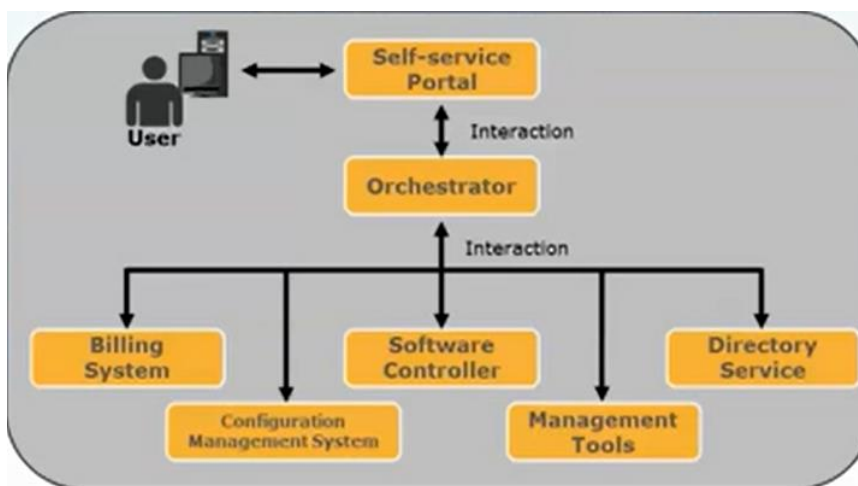 Self-service
Portal
User
Interaction
Orchestrator
Interaction
Billing
System
Software
Controller
Directory
Service
Configuration
Management System
Management
Tools